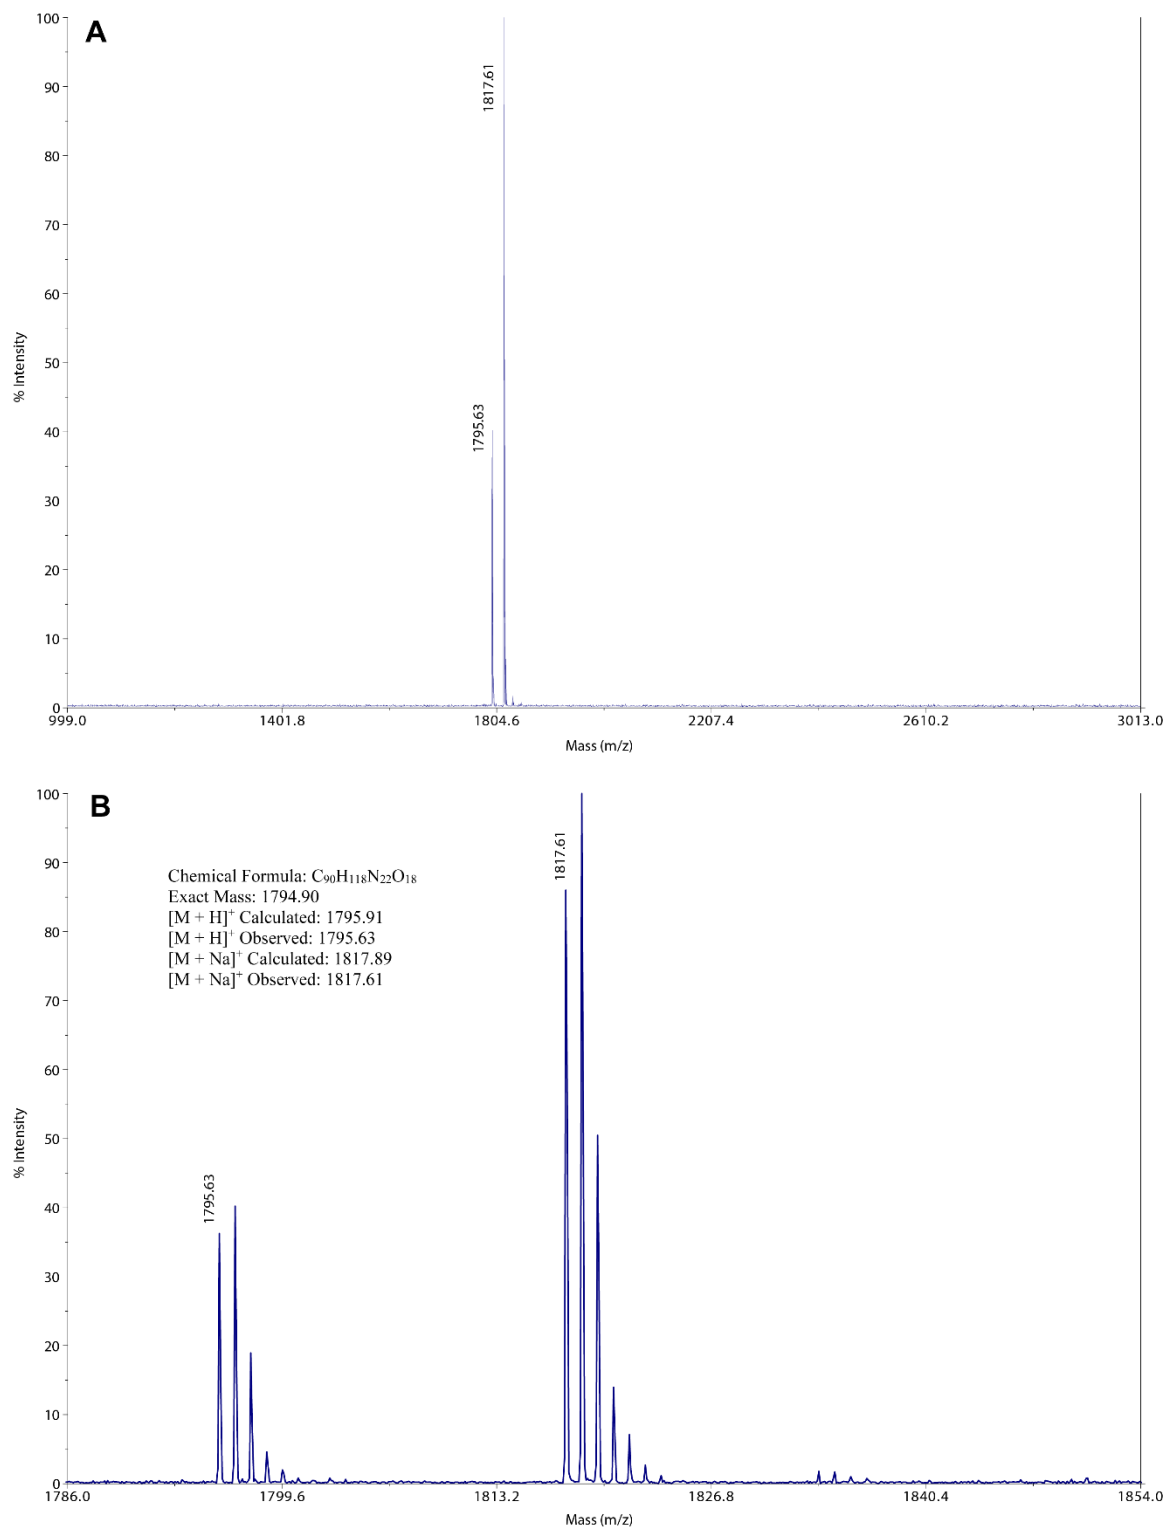 A
100
90
80
70
60
50
40
30
20
10
0
% Intensity
1817.61
1795.63
999.0 1401.8 1804.6 2207.4 2610.2 3013.0
Mass (m/z)
B
100
90
80
70
60
50
40
30
20
10
0
% Intensity
1817.61
Chemical Formula: C₉₀H₁₁₈N₂₂O₁₈
Exact Mass: 1794.90
[M + H]⁺ Calculated: 1795.91
[M + H]⁺ Observed: 1795.63
[M + Na]⁺ Calculated: 1817.89
[M + Na]⁺ Observed: 1817.61
1795.63
1786.0 1799.6 1813.2 1826.8 1840.4 1854.0
Mass (m/z)